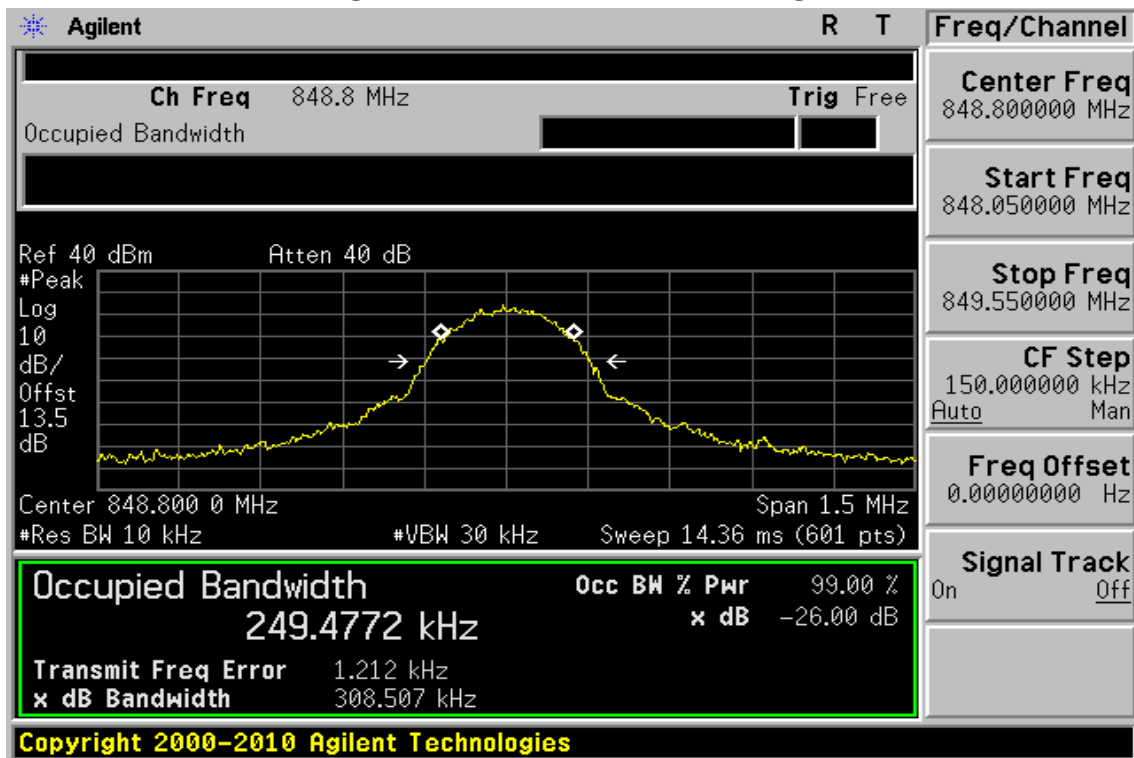 Agilent R T
Freq/Channel
Ch Freq 848.8 MHz Trig Free
Occupied Bandwidth
Center Freq
848.800000 MHz
Start Freq
848.050000 MHz
Stop Freq
849.550000 MHz
CF Step
150.000000 kHz
Auto Man
Freq Offset
0.00000000 Hz
Signal Track
On Off
Ref 40 dBm Atten 40 dB
#Peak
Log
10
dB/
Offst
13.5
dB
Center 848.800 0 MHz Span 1.5 MHz
#Res BW 10 kHz #VBW 30 kHz Sweep 14.36 ms (601 pts)
Occupied Bandwidth Occ BW % Pwr 99.00 %
249.4772 kHz x dB -26.00 dB
Transmit Freq Error 1.212 kHz
x dB Bandwidth 308.507 kHz
Copyright 2000-2010 Agilent Technologies